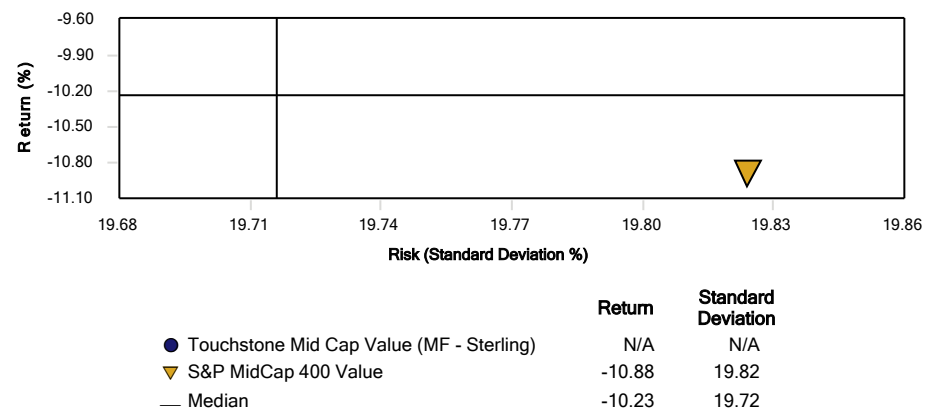 -9.60
-9.90
-10.20
-10.50
-10.80
-11.10
Return (%)
19.68 19.71 19.74 19.77 19.80 19.83 19.86
Risk (Standard Deviation %)
Return Standard Deviation
Touchstone Mid Cap Value (MF - Sterling) N/A N/A
S&P MidCap 400 Value -10.88 19.82
Median -10.23 19.72